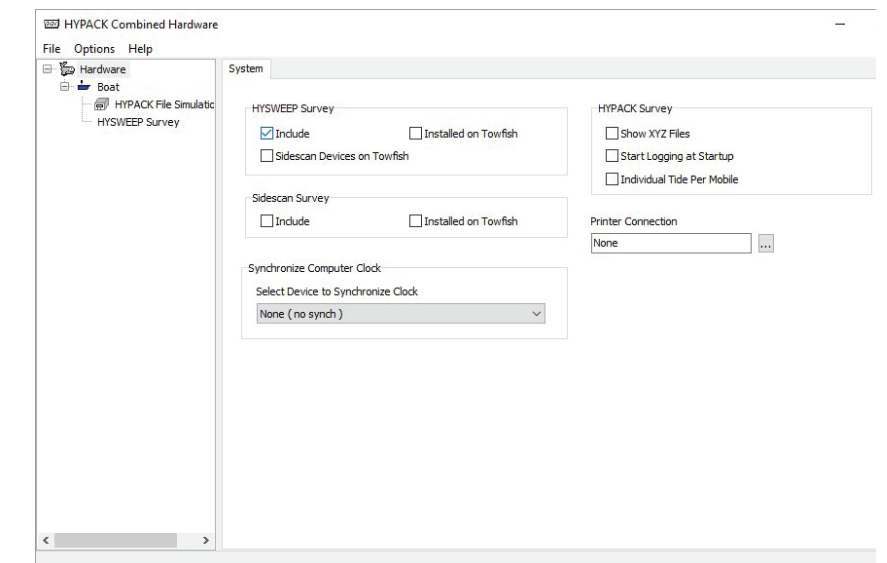 HYPACK Combined Hardware
File Options Help
Hardware
Boat
HYPACK File Simulatic
HYSWEEP Survey
System
HYSWEEP Survey
Include Installed on Towfish
Sidescan Devices on Towfish
Sidescan Survey
Include Installed on Towfish
Synchronize Computer Clock
Select Device to Synchronize Clock
None ( no synch )
HYPACK Survey
Show XYZ Files
Start Logging at Startup
Individual Tide Per Mobile
Printer Connection
None
...